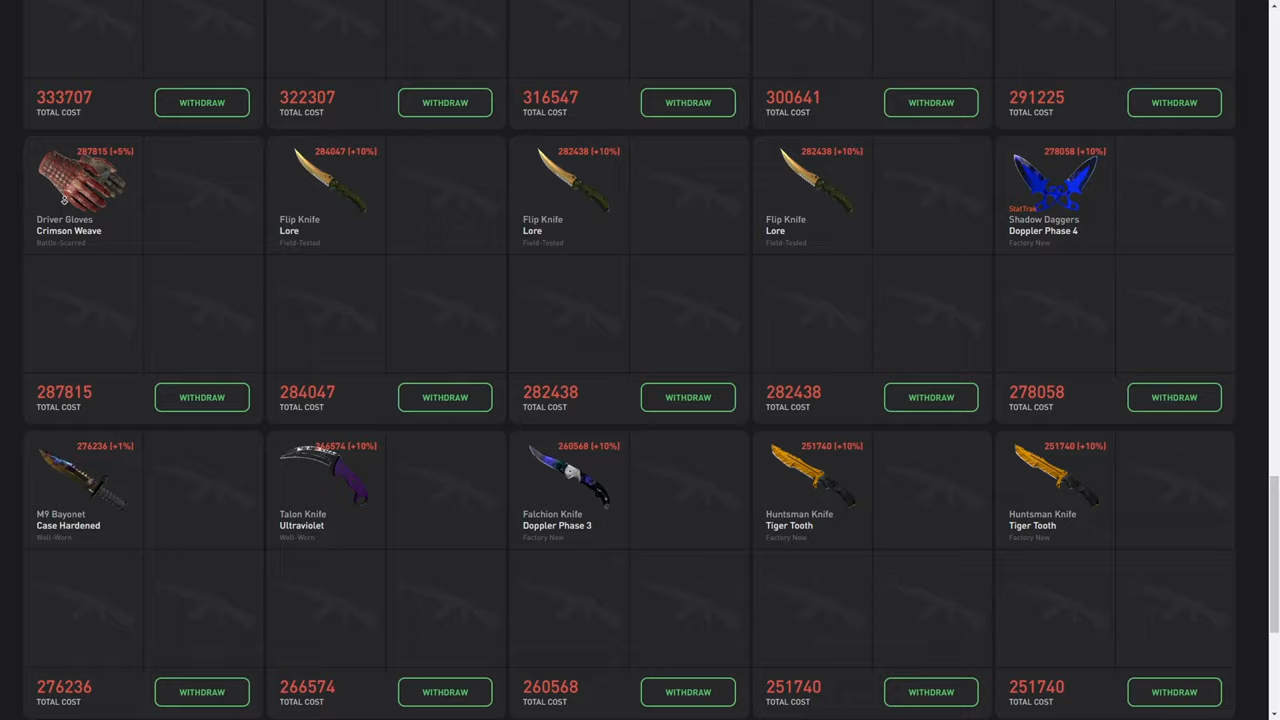 333707
TOTAL COST
WITHDRAW
322307
TOTAL COST
WITHDRAW
316547
TOTAL COST
WITHDRAW
300641
TOTAL COST
WITHDRAW
291225
TOTAL COST
WITHDRAW
287815 (+5%)
Driver Gloves
Crimson Weave
Battle-Scarred
287815
TOTAL COST
WITHDRAW
284047 (+10%)
Flip Knife
Lore
Field-Tested
284047
TOTAL COST
WITHDRAW
282438 (+10%)
Flip Knife
Lore
Field-Tested
282438
TOTAL COST
WITHDRAW
282438 (+10%)
Flip Knife
Lore
Field-Tested
282438
TOTAL COST
WITHDRAW
278058 (+10%)
StatTrak
Shadow Daggers
Doppler Phase 4
Factory New
278058
TOTAL COST
WITHDRAW
276236 (+1%)
M9 Bayonet
Case Hardened
Well-Worn
276236
TOTAL COST
WITHDRAW
266574 (+10%)
Talon Knife
Ultraviolet
Well-Worn
266574
TOTAL COST
WITHDRAW
260568 (+10%)
Falchion Knife
Doppler Phase 3
Factory New
260568
TOTAL COST
WITHDRAW
251740 (+10%)
Huntsman Knife
Tiger Tooth
Factory New
251740
TOTAL COST
WITHDRAW
251740 (+10%)
Huntsman Knife
Tiger Tooth
Factory New
251740
TOTAL COST
WITHDRAW